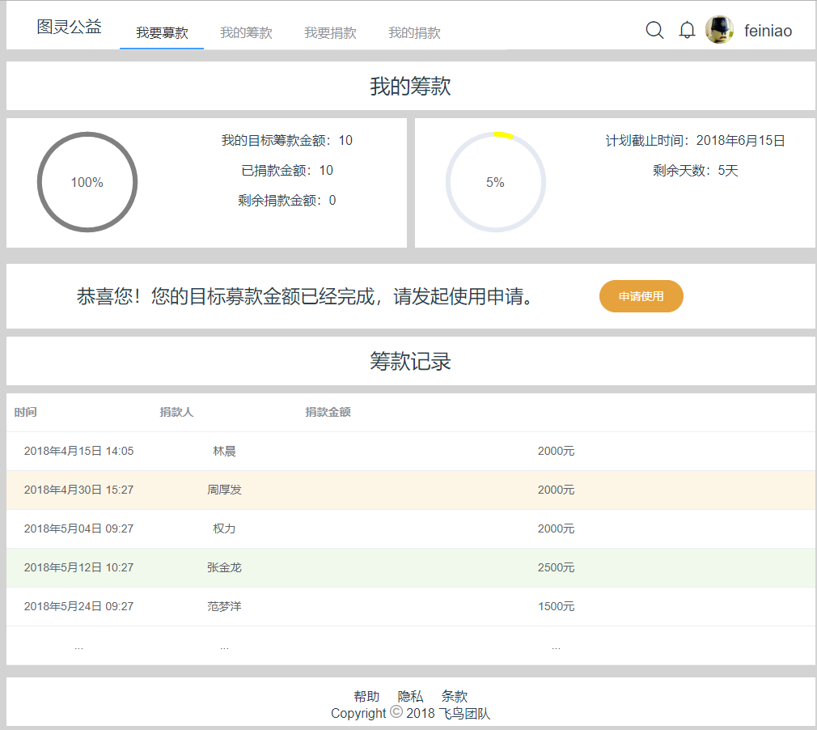 图灵公益 我要募款 我的筹款 我要捐款 我的捐款 feiniao
我的筹款
100%
我的目标筹款金额：10
已捐款金额：10
剩余捐款金额：0
5%
计划截止时间：2018年6月15日
剩余天数：5天
恭喜您！您的目标募款金额已经完成，请发起使用申请。 申请使用
筹款记录
时间 捐款人 捐款金额
2018年4月15日 14:05 林晨 2000元
2018年4月30日 15:27 周厚发 2000元
2018年5月04日 09:27 权力 2000元
2018年5月12日 10:27 张金龙 2500元
2018年5月24日 09:27 范梦洋 1500元
... ... ...
帮助 隐私 条款
Copyright © 2018 飞鸟团队